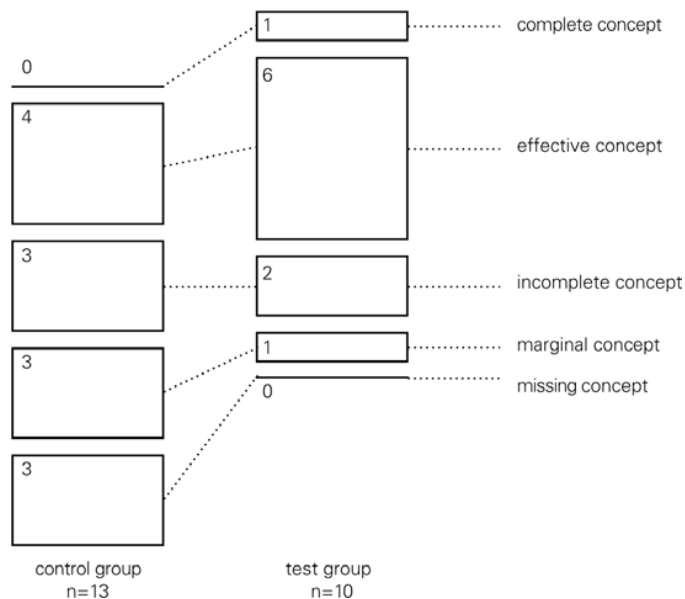 1 complete concept
0
6
4
effective concept
3
2
incomplete concept
1 marginal concept
3
missing concept
0
3
control group test group
n=13 n=10